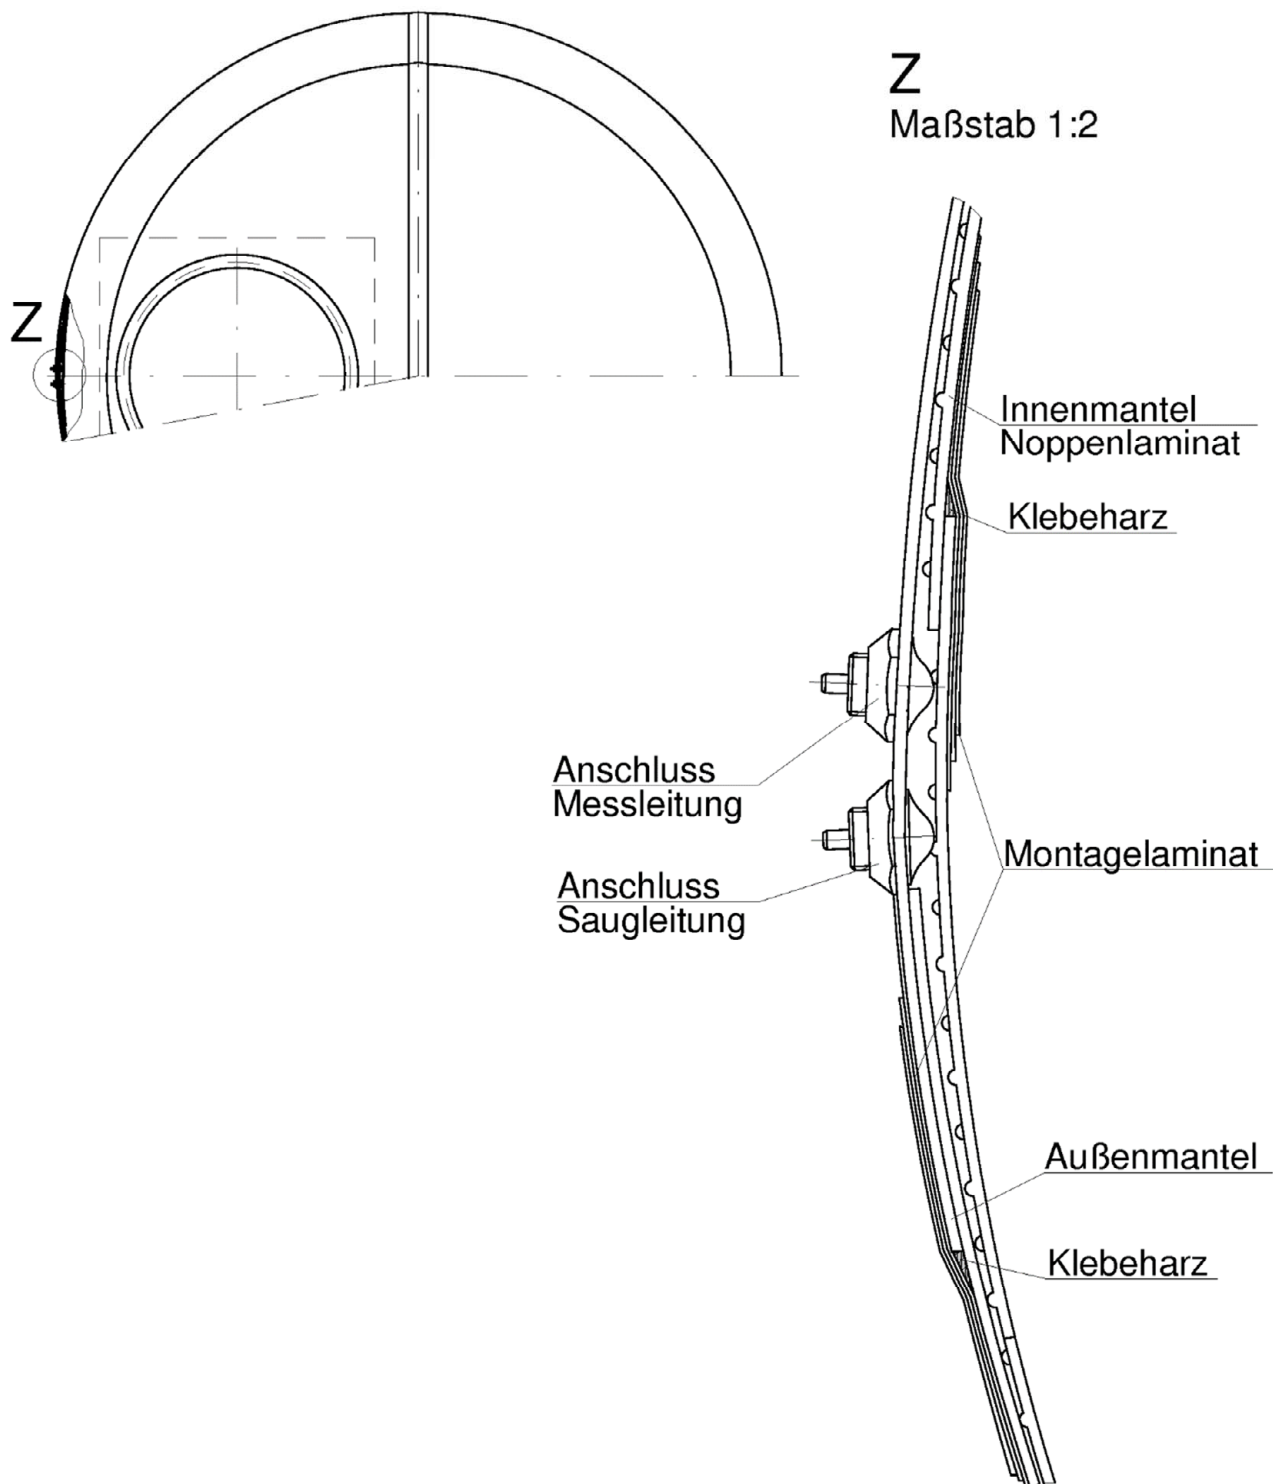 Z
Maßstab 1:2
Z
Innenmantel
Noppenlaminat
Klebeharz
Anschluss
Messleitung
Montagelaminat
Anschluss
Saugleitung
Außenmantel
Klebeharz